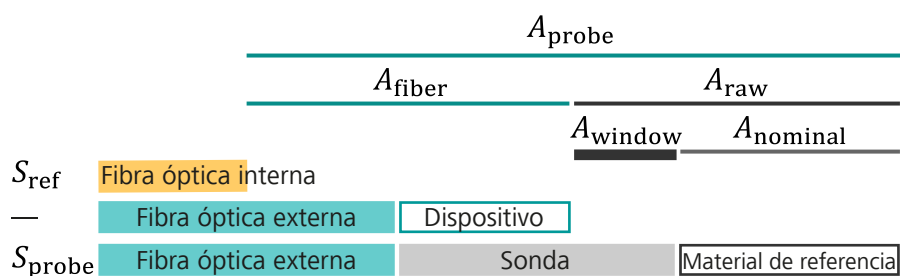 A_probe
A_fiber A_raw
A_window A_nominal
S_ref Fibra óptica interna
— Fibra óptica externa Dispositivo
S_probe Fibra óptica externa Sonda Material de referencia